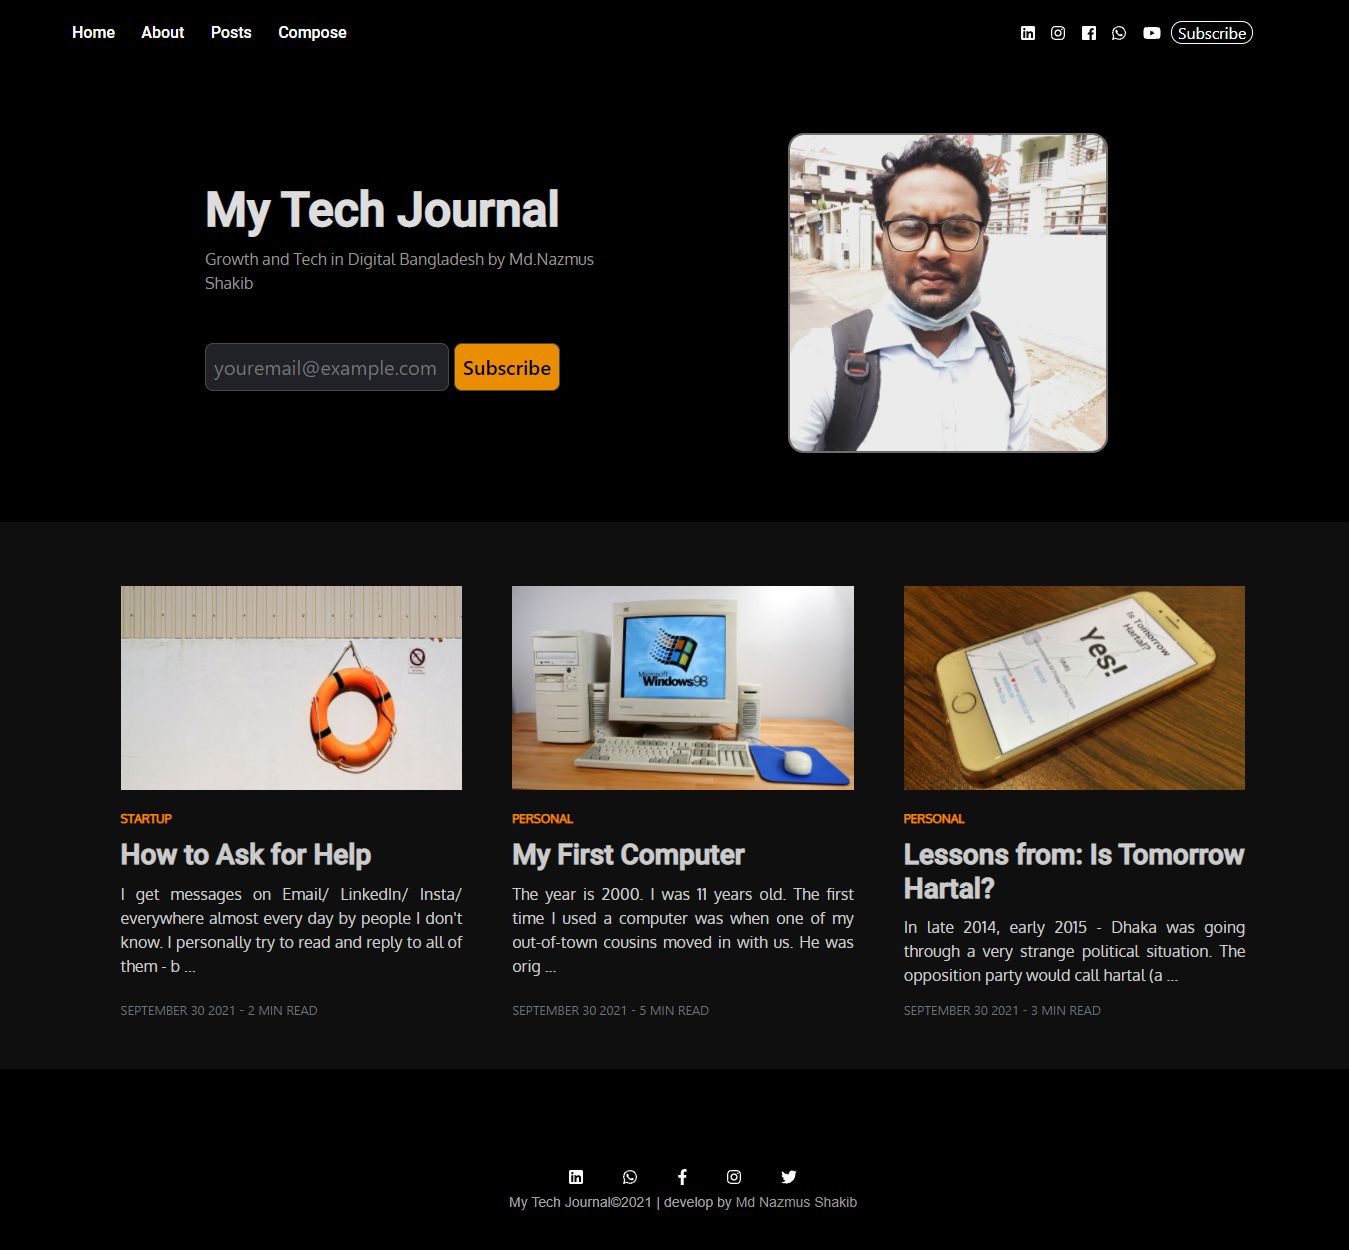 Home About Posts Compose Subscribe
My Tech Journal
Growth and Tech in Digital Bangladesh by Md.Nazmus
Shakib
youremail@example.com Subscribe
Microsoft
Windows98
Is Tomorrow
Hartal?
Yes!
STARTUP
How to Ask for Help
I get messages on Email/ LinkedIn/ Insta/
everywhere almost every day by people I don't
know. I personally try to read and reply to all of
them - b ...
SEPTEMBER 30 2021 - 2 MIN READ
PERSONAL
My First Computer
The year is 2000. I was 11 years old. The first
time I used a computer was when one of my
out-of-town cousins moved in with us. He was
orig ...
SEPTEMBER 30 2021 - 5 MIN READ
PERSONAL
Lessons from: Is Tomorrow
Hartal?
In late 2014, early 2015 - Dhaka was going
through a very strange political situation. The
opposition party would call hartal (a ...
SEPTEMBER 30 2021 - 3 MIN READ
My Tech Journal©2021 | develop by Md Nazmus Shakib